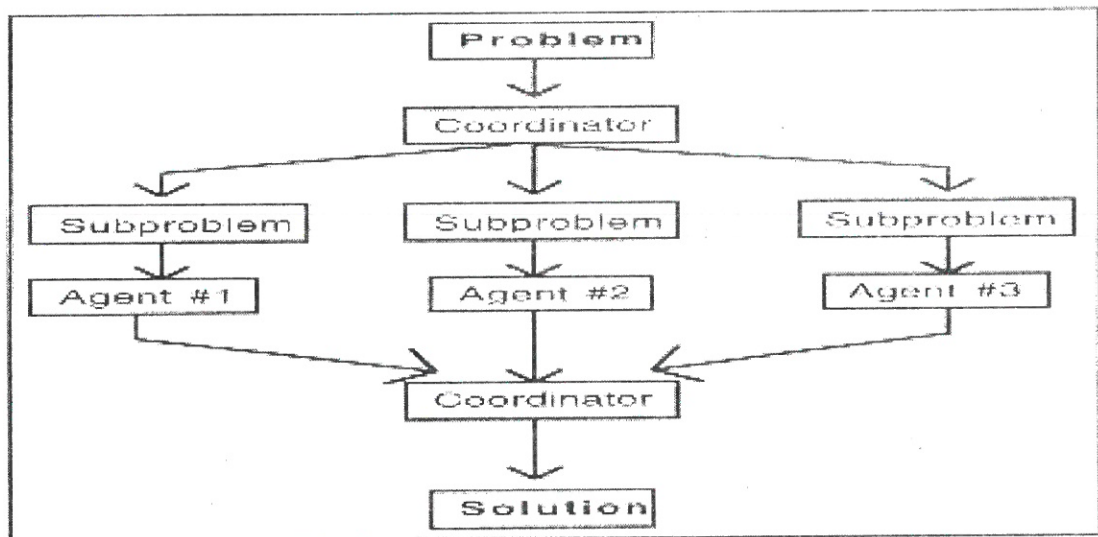 Problem
Coordinator
Subproblem
Subproblem
Subproblem
Agent #1
Agent #2
Agent #3
Coordinator
Solution